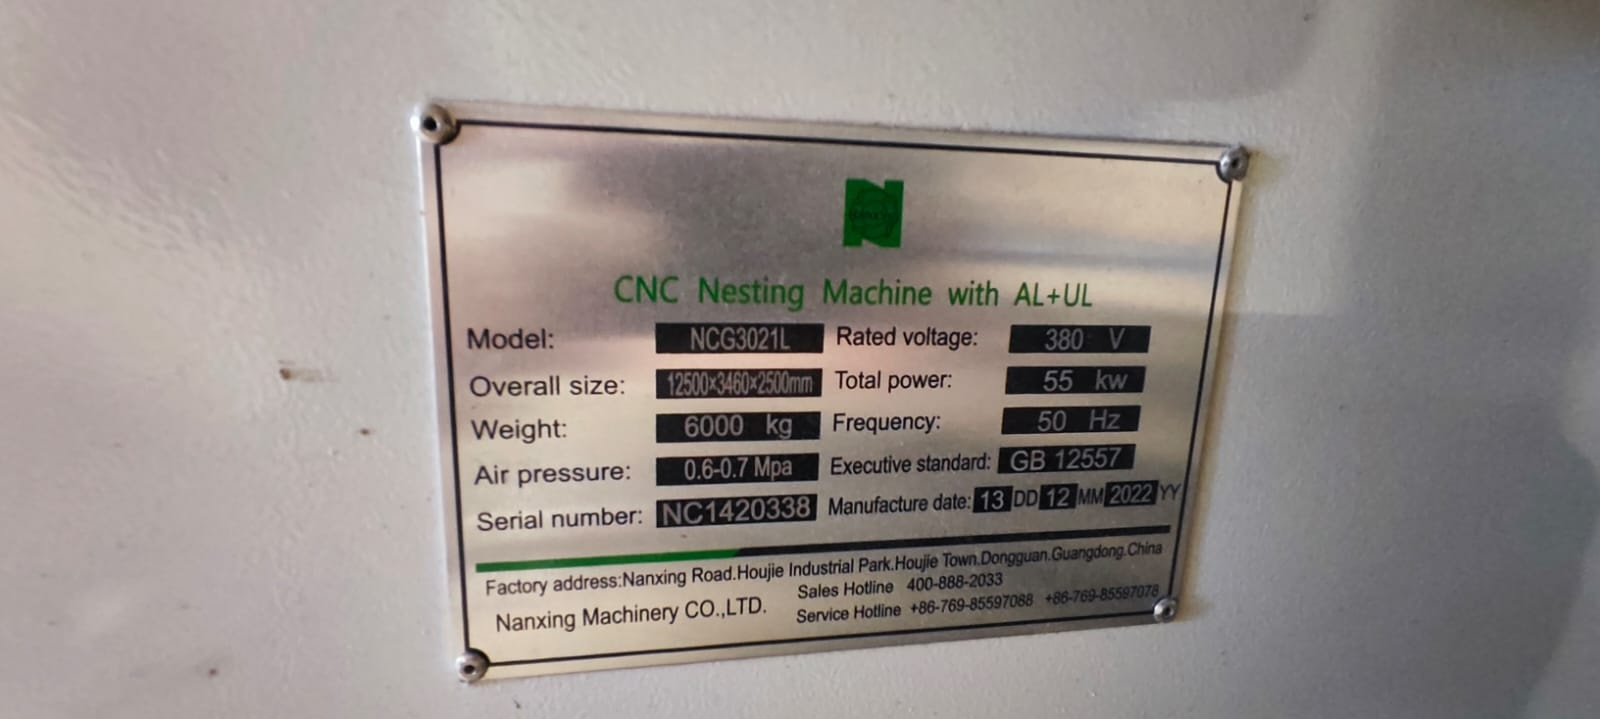 CNC Nesting Machine with AL+UL
Model: NCG3021L Rated voltage: 380 V
Overall size: 12500×3460×2500mm Total power: 55 kw
Weight: 6000 kg Frequency: 50 Hz
Air pressure: 0.6-0.7 Mpa Executive standard: GB 12557
Serial number: NC1420338 Manufacture date: 13 DD 12 MM 2022 YY
Factory address:Nanxing Road.Houjie Industrial Park.Houjie Town.Dongguan.Guangdong.China
Nanxing Machinery CO.,LTD. Sales Hotline 400-888-2033
Service Hotline +86-769-85597088 +86-769-85597078